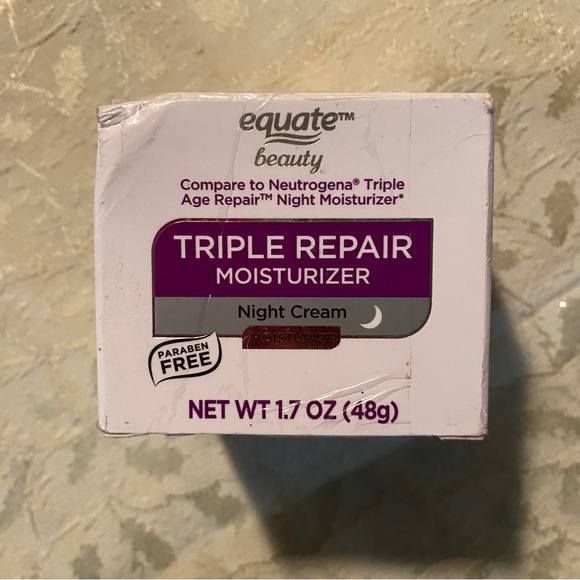 equate™
beauty
Compare to Neutrogena® Triple
Age Repair™ Night Moisturizer*
TRIPLE REPAIR
MOISTURIZER
Night Cream
MOISTURIZE
PARABEN
FREE
NET WT 1.7 OZ (48g)